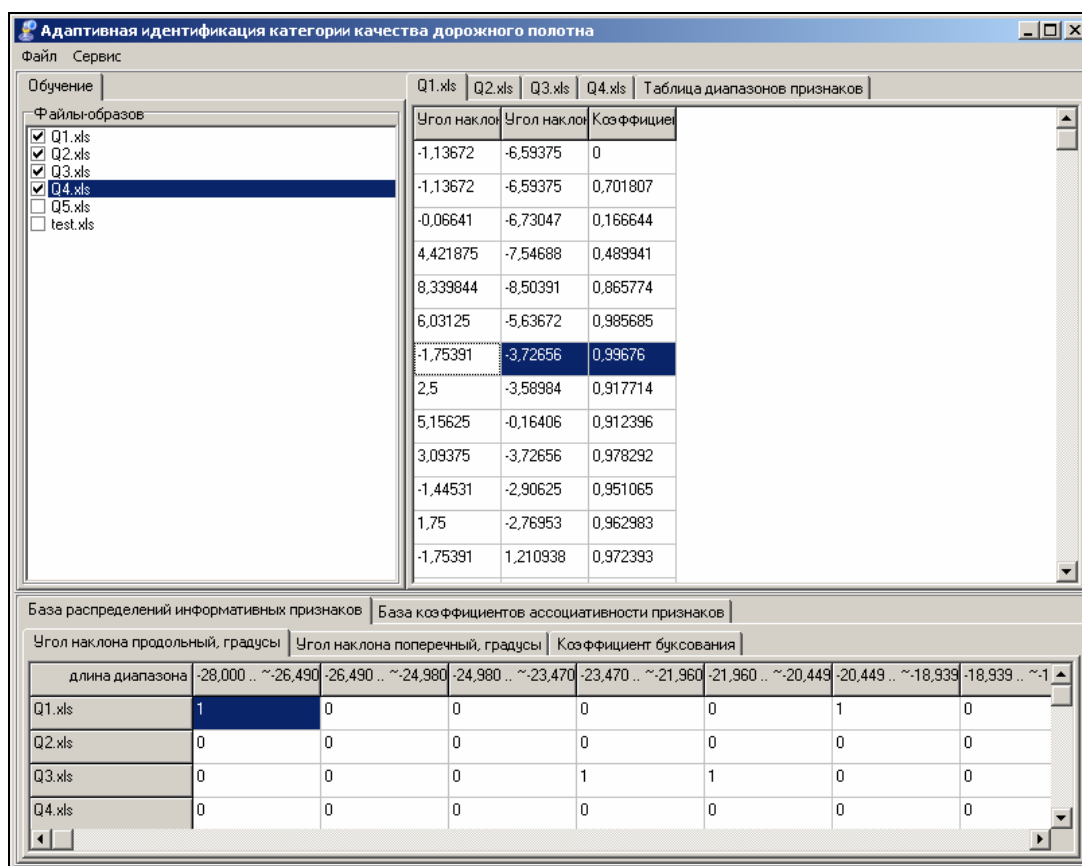 Адаптивная идентификация категории качества дорожного полотна
Файл Сервис
Обучение
Файлы-образов
Q1.xls
Q2.xls
Q3.xls
Q4.xls
Q5.xls
test.xls
Q1.xls Q2.xls Q3.xls Q4.xls Таблица диапазонов признаков
Угол наклон Угол наклон Коэффициен
-1,13672 -6,59375 0
-1,13672 -6,59375 0,701807
-0,06641 -6,73047 0,166644
4,421875 -7,54688 0,489941
8,339844 -8,50391 0,865774
6,03125 -5,63672 0,985685
-1,75391 -3,72656 0,99676
2,5 -3,58984 0,917714
5,15625 -0,16406 0,912396
3,09375 -3,72656 0,978292
-1,44531 -2,90625 0,951065
1,75 -2,76953 0,962983
-1,75391 1,210938 0,972393
База распределений информативных признаков База коэффициентов ассоциативности признаков
Угол наклона продольный, градусы Угол наклона поперечный, градусы Коэффициент буксования
длина диапазона -28,000 .. ~-26,490 -26,490 .. ~-24,980 -24,980 .. ~-23,470 -23,470 .. ~-21,960 -21,960 .. ~-20,449 -20,449 .. ~-18,939 -18,939 .. ~-1
Q1.xls 1 0 0 0 0 1 0
Q2.xls 0 0 0 0 0 0 0
Q3.xls 0 0 0 1 1 0 0
Q4.xls 0 0 0 0 0 0 0